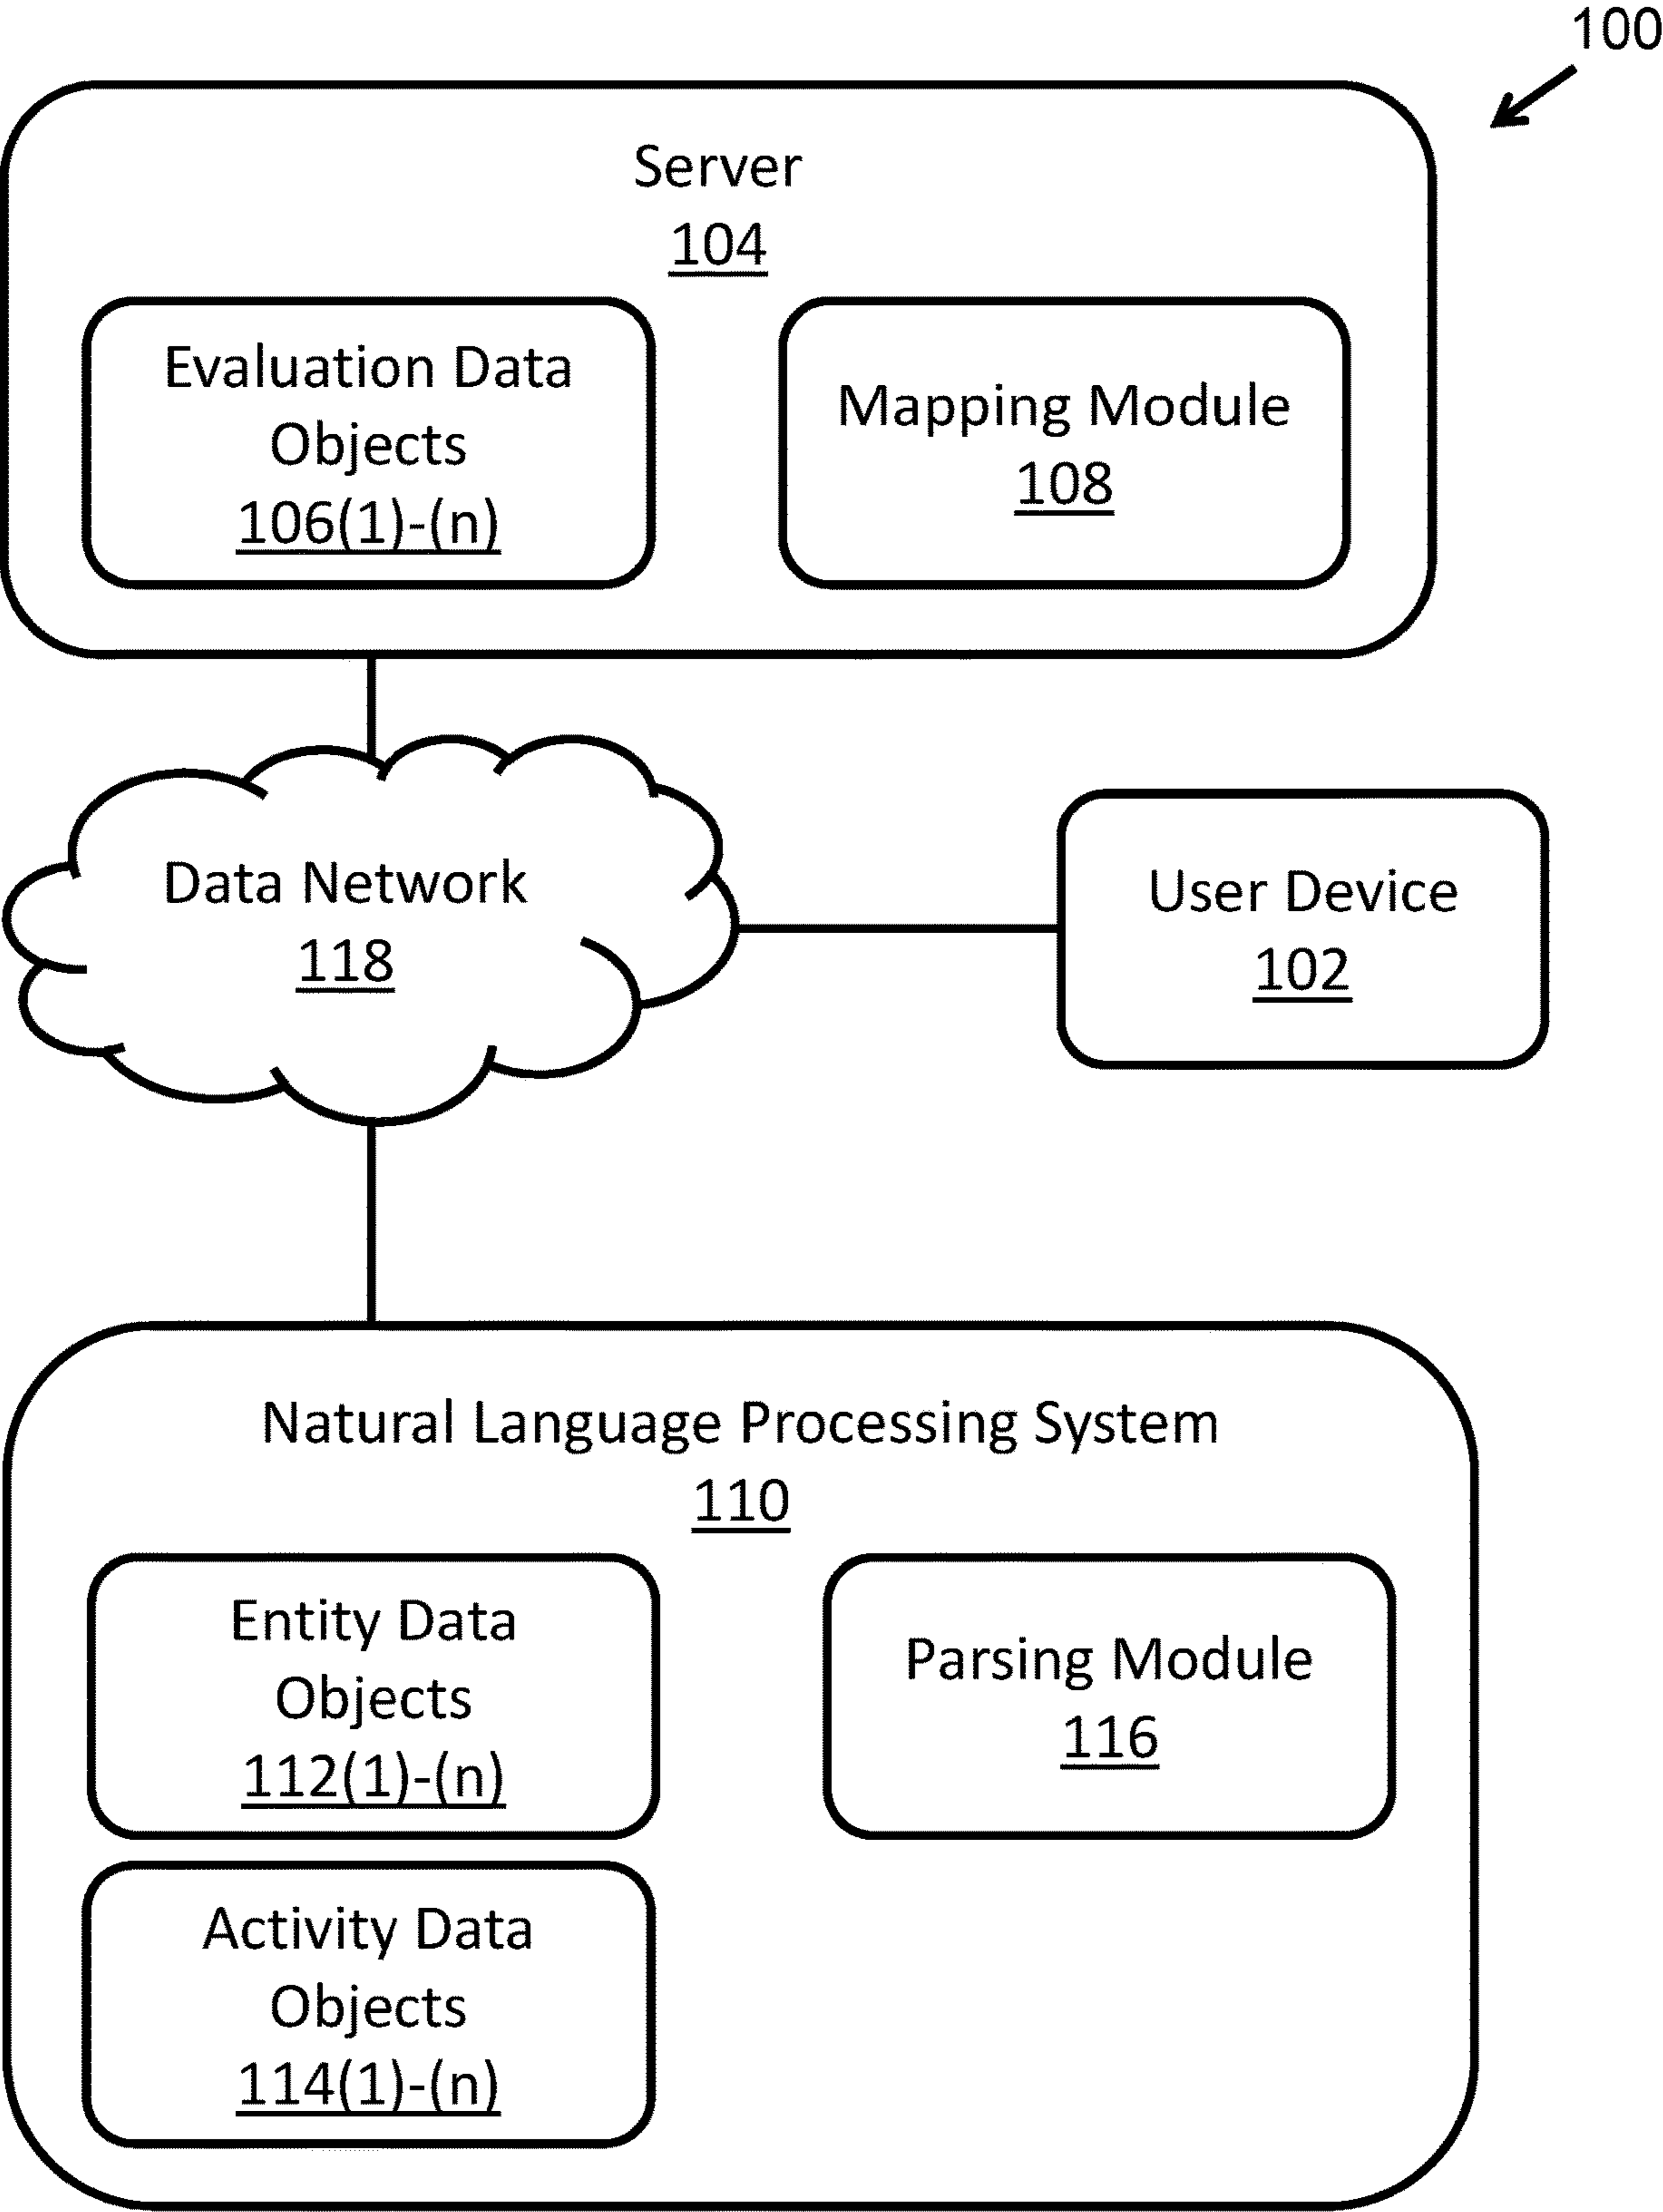 100
Server
104
Evaluation Data
Objects
106(1)-(n)
Mapping Module
108
Data Network
118
User Device
102
Natural Language Processing System
110
Entity Data
Objects
112(1)-(n)
Parsing Module
116
Activity Data
Objects
114(1)-(n)